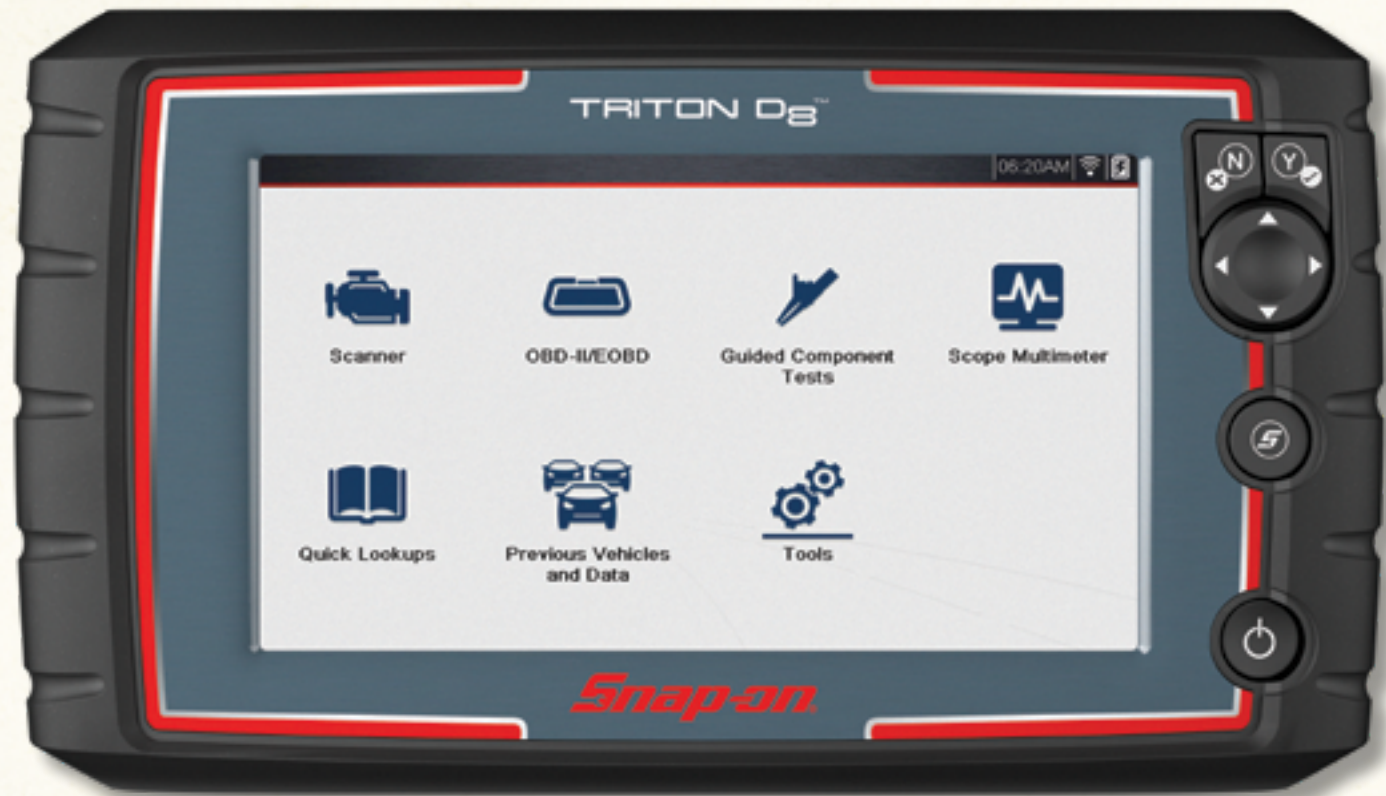 TRITON D8™
06:20AM
N
Y
Scanner
OBD-II/EOBD
Guided Component
Tests
Scope Multimeter
Quick Lookups
Previous Vehicles
and Data
Tools
Snap-on